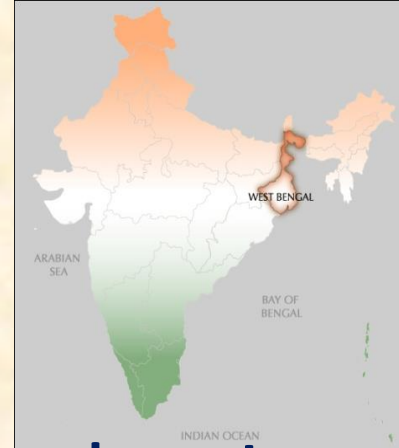 WEST BENGAL
ARABIAN
SEA
BAY OF
BENGAL
INDIAN OCEAN